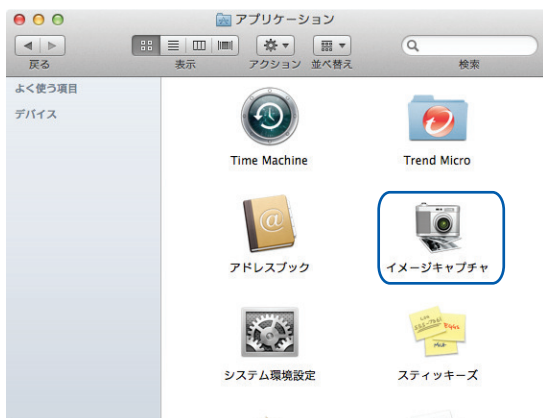 アプリケーション
戻る 表示 アクション 並べ替え 検索
よく使う項目
デバイス
Time Machine Trend Micro
アドレスブック イメージキャプチャ
システム環境設定 スティッキーズ